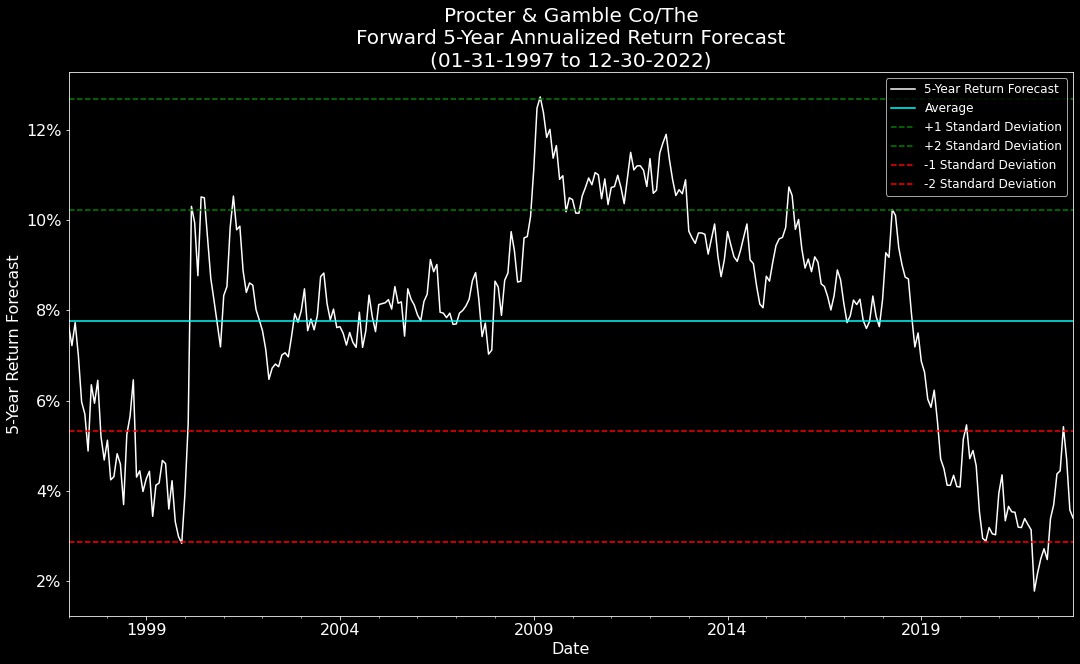 Procter & Gamble Co/The
Forward 5-Year Annualized Return Forecast
(01-31-1997 to 12-30-2022)
5-Year Return Forecast
Average
+1 Standard Deviation
+2 Standard Deviation
-1 Standard Deviation
-2 Standard Deviation
12%
10%
8%
6%
4%
2%
5-Year Return Forecast
1999
2004
2009
2014
2019
Date